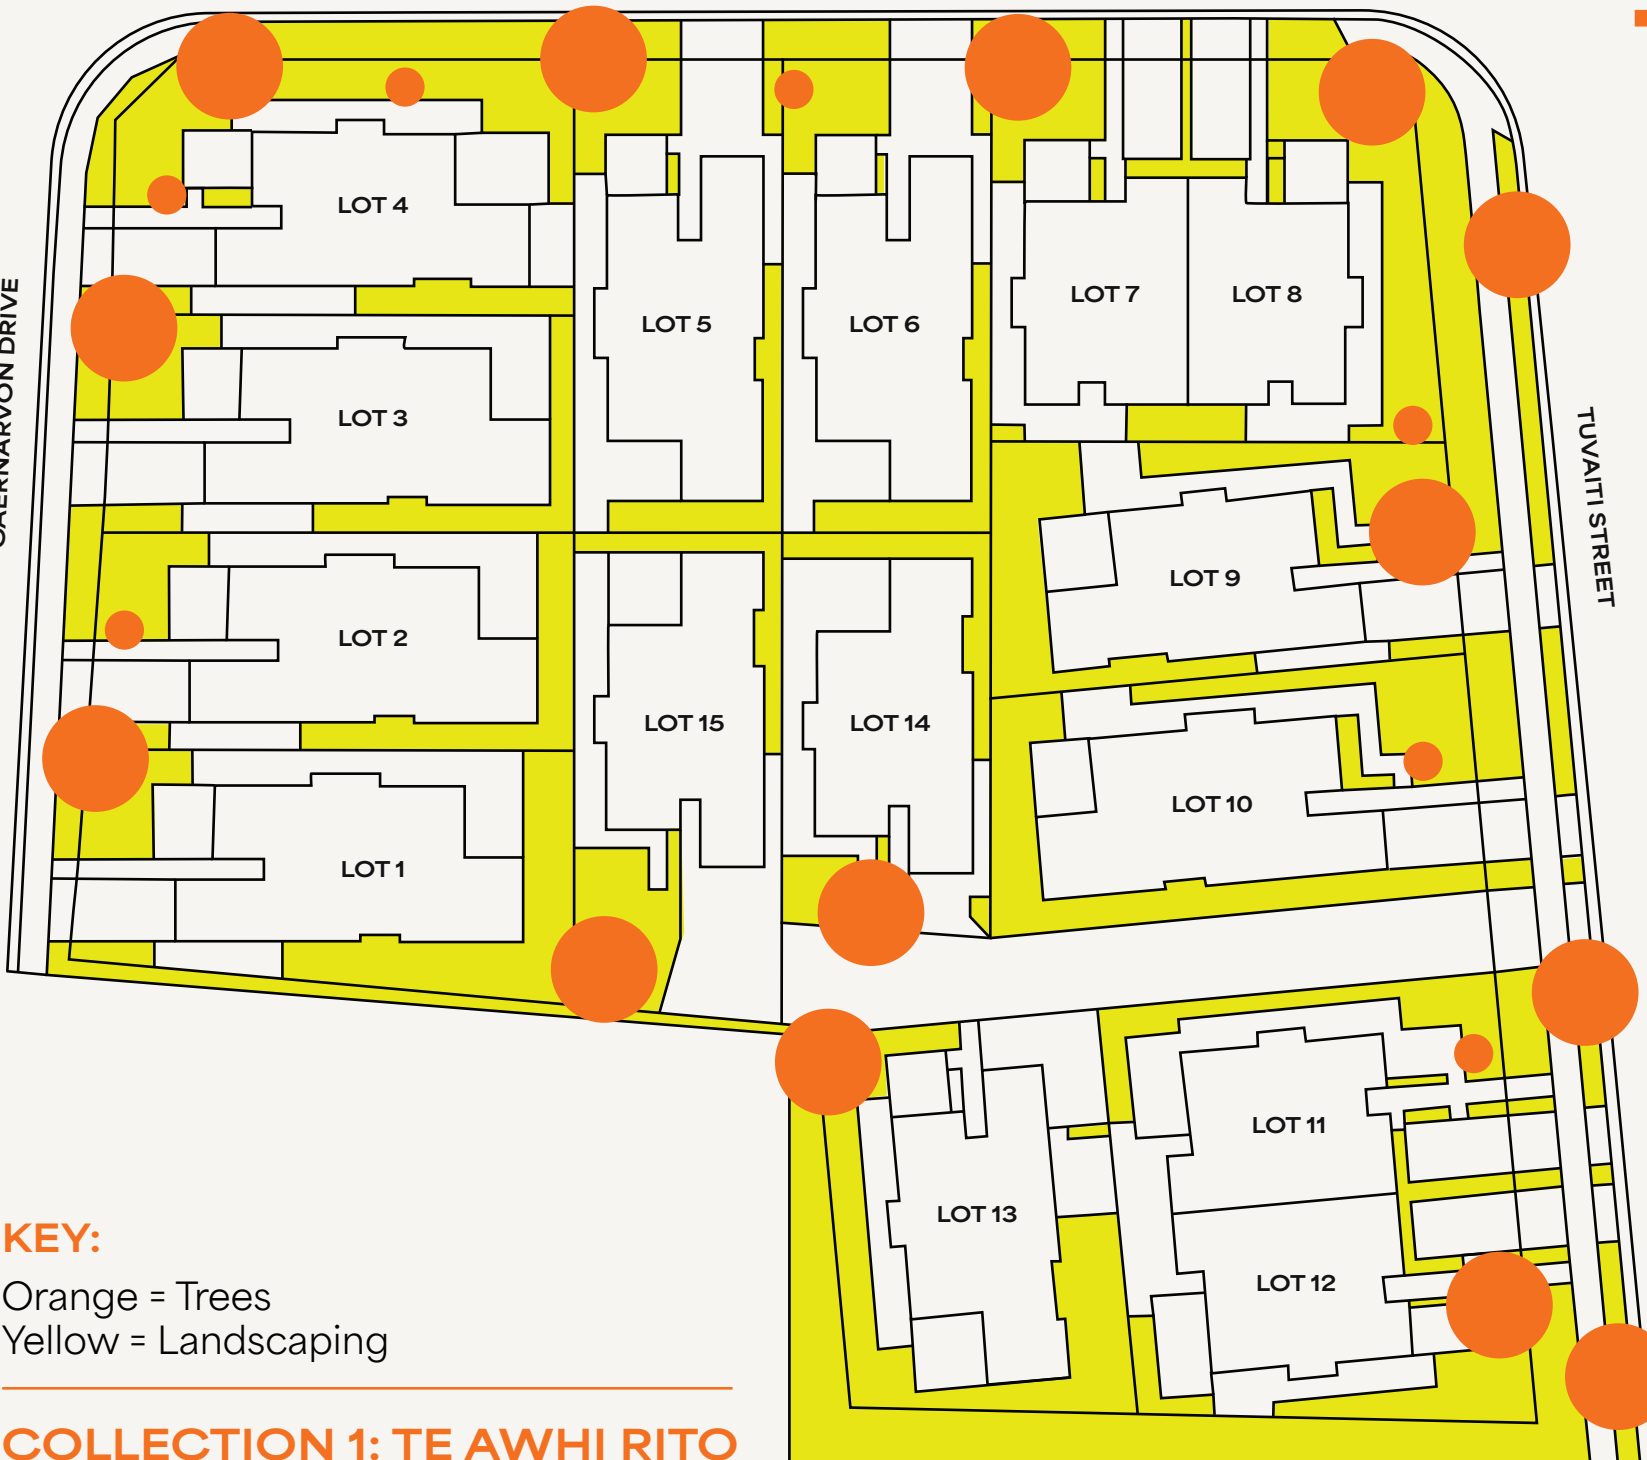 LOT 4
LOT 5
LOT 6
LOT 7
LOT 8
LOT 3
LOT 9
LOT 2
LOT 15
LOT 14
LOT 10
LOT 1
LOT 11
LOT 13
LOT 12
DRIVE
TUVAITI STREET
KEY:
Orange = Trees
Yellow = Landscaping
COLLECTION 1: TE AWHI RITO